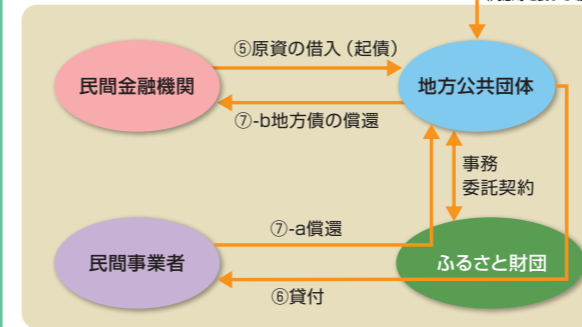 ⑤原資の借入（起債）
民間金融機関
地方公共団体
⑦-b地方債の償還
事務
委託契約
⑦-a償還
民間事業者
ふるさと財団
⑥貸付